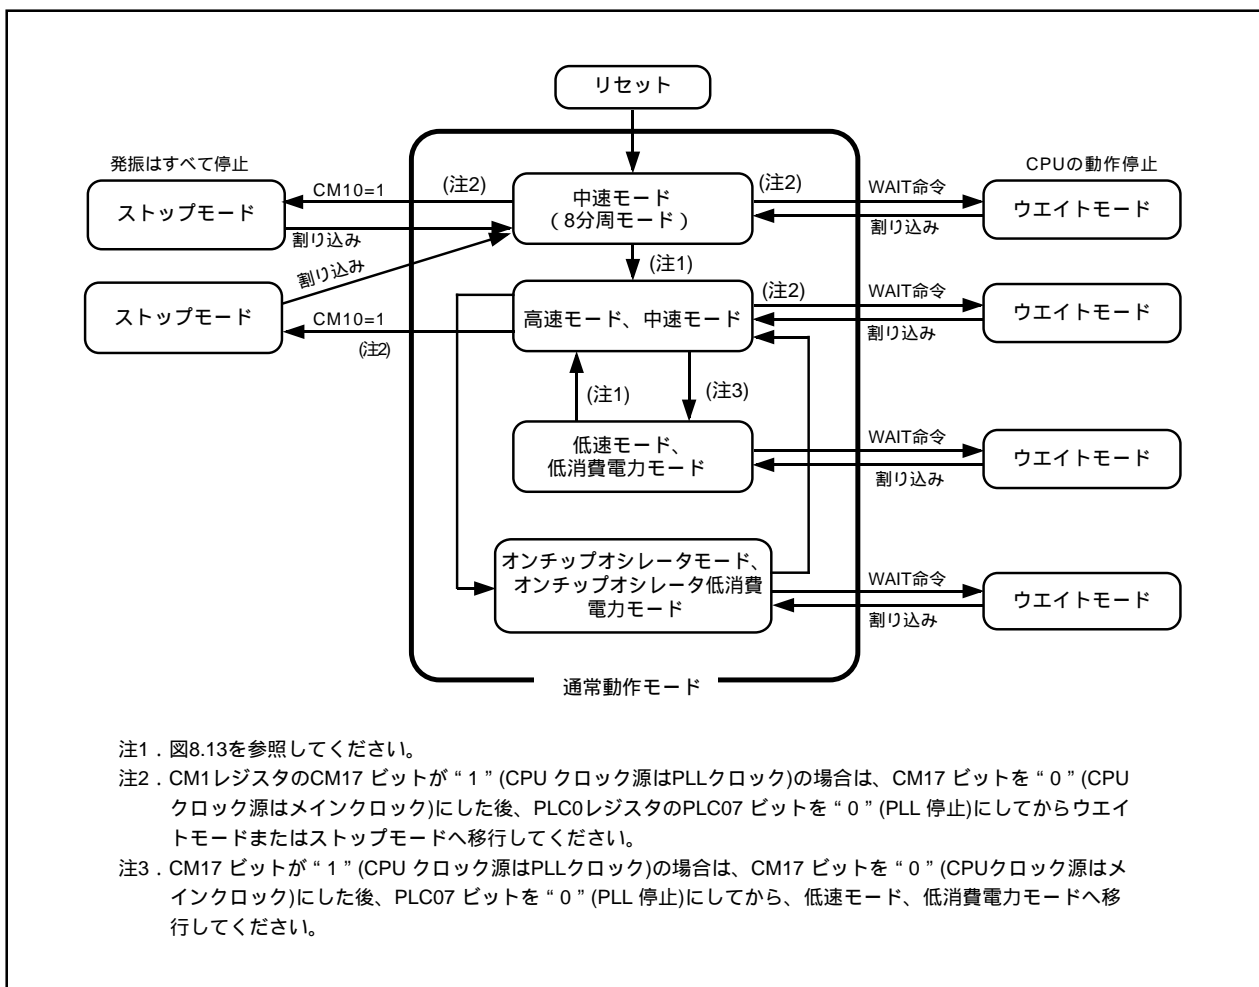 リセット
発振はすべて停止
CPUの動作停止
ストップモード
CM10=1
(注2)
割り込み
中速モード
(8分周モード)
(注2)
WAIT命令
割り込み
ウエイトモード
(注1)
ストップモード
割り込み
CM10=1
(注2)
高速モード、中速モード
(注2)
WAIT命令
割り込み
ウエイトモード
(注1)
(注3)
低速モード、
低消費電力モード
WAIT命令
割り込み
ウエイトモード
オンチップオシレータモード、
オンチップオシレータ低消費
電力モード
WAIT命令
割り込み
ウエイトモード
通常動作モード
注1．図8.13を参照してください。
注2．CM1レジスタのCM17 ビットが “ 1 ” (CPU クロック源はPLLクロック)の場合は、CM17 ビットを “ 0 ” (CPU
クロック源はメインクロック)にした後、PLC0レジスタのPLC07 ビットを “ 0 ” (PLL 停止)にしてからウエイ
トモードまたはストップモードへ移行してください。
注3．CM17 ビットが “ 1 ” (CPU クロック源はPLLクロック)の場合は、CM17 ビットを “ 0 ” (CPUクロック源はメ
インクロック)にした後、PLC07 ビットを “ 0 ” (PLL 停止)にしてから、低速モード、低消費電力モードへ移
行してください。